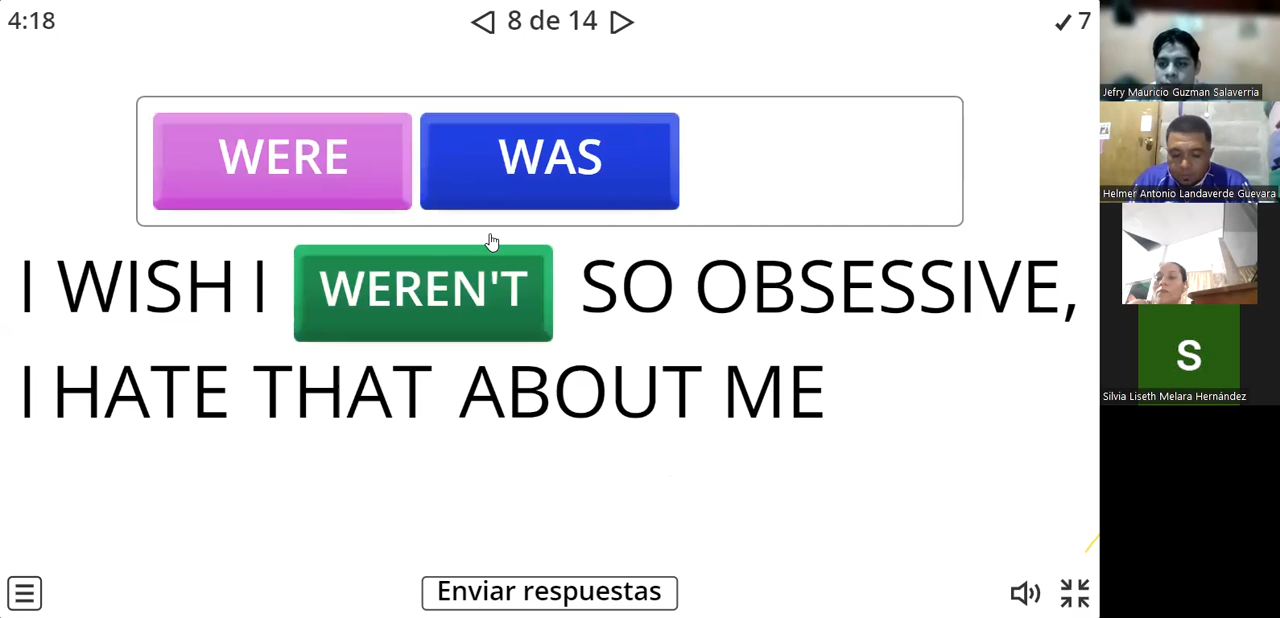 4:18
8 de 14
7
WERE
WAS
I WISH I WEREN'T SO OBSESSIVE,
I HATE THAT ABOUT ME
Enviar respuestas
Jefry Mauricio Guzman Salaverria
Helmer Antonio Landaverde Guevara
S
Silvia Liseth Melara Hernández